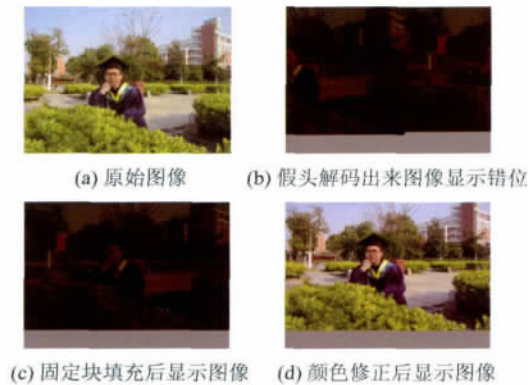 (a) 原始图像
(b) 假头解码出来图像显示错位
(c) 固定块填充后显示图像
(d) 颜色修正后显示图像